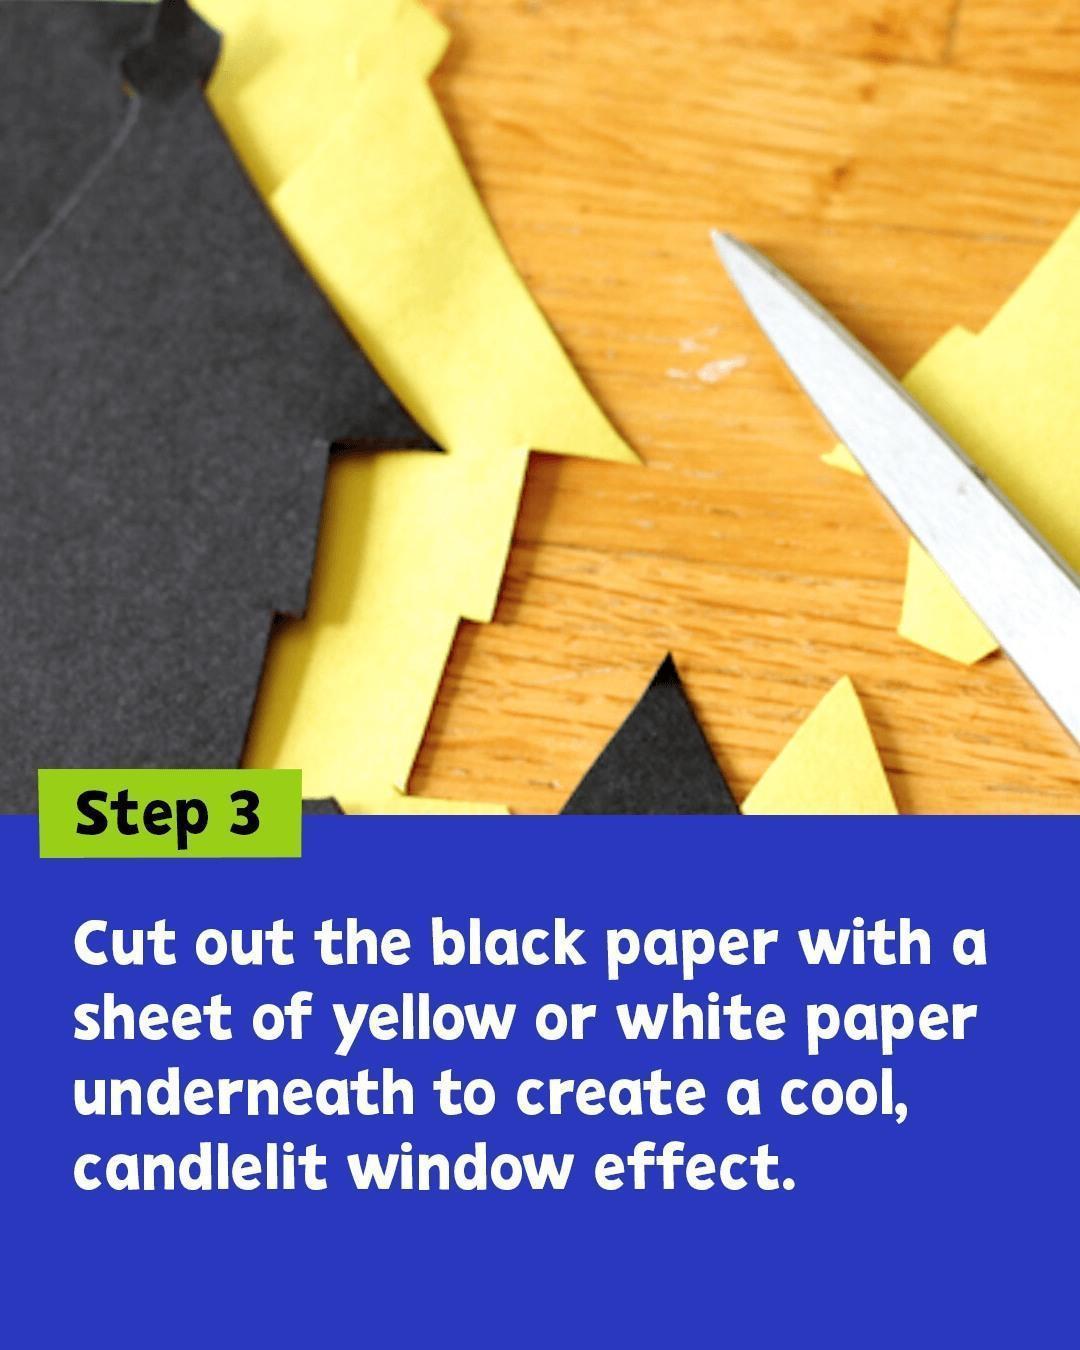 Step 3
Cut out the black paper with a
sheet of yellow or white paper
underneath to create a cool,
candlelit window effect.